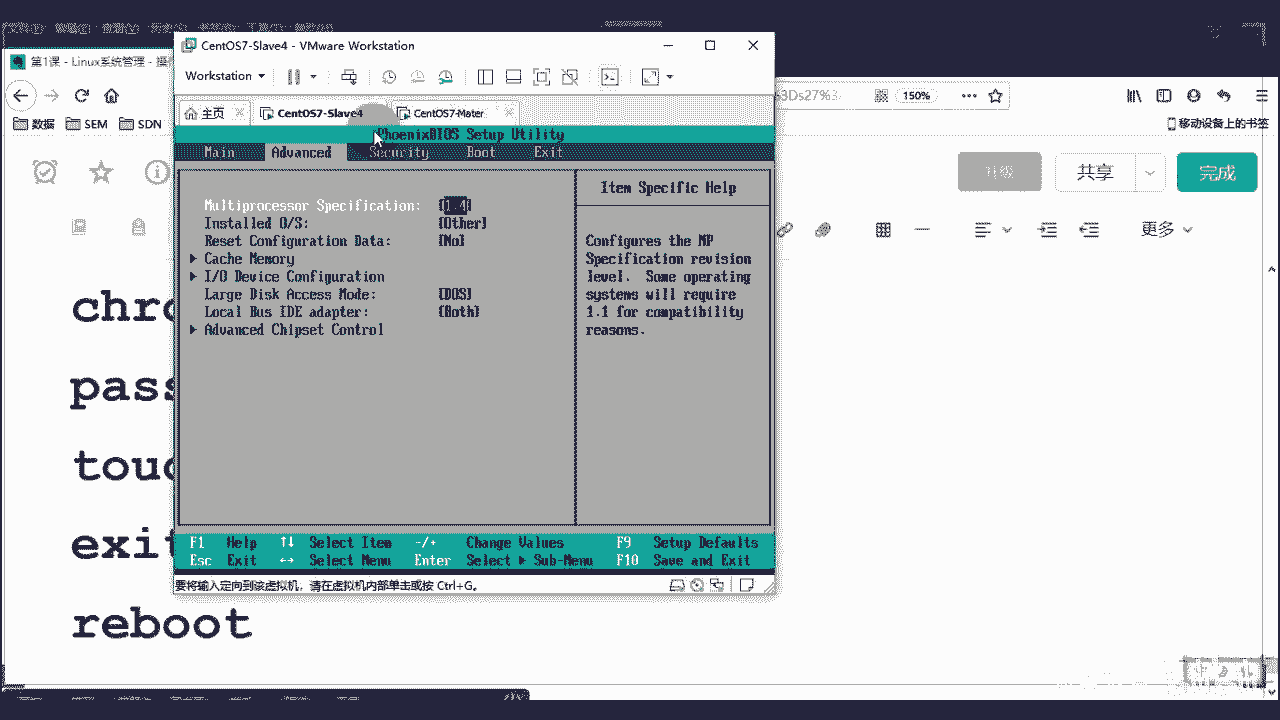 CentOS7-Slave4 - VMware Workstation
第1课 - Linux系统管理 - 操作
Workstation
主页
CentOS7-Slave4
CentOS7-Mater
150%
数据
SEM
SDN
移动设备上的书签
PhoenixBIOS Setup Utility
Main Advanced Security Boot Exit
升级
共享
完成
更多
Multiprocessor Specification: [1.4]
Installed O/S: [Other]
Reset Configuration Data: [No]
Cache Memory
I/O Device Configuration
Large Disk Access Mode: [DOS]
Local Bus IDE adapter: [Both]
Advanced Chipset Control
Item Specific Help
Configures the MP
Specification revision
level. Some operating
systems will require
1.1 for compatibility
reasons.
F1 Help ↑↓ Select Item -/+ Change Values F9 Setup Defaults
Esc Exit ↔ Select Menu Enter Select ▶ Sub-Menu F10 Save and Exit
要将输入定向到该虚拟机，请在虚拟机内部单击或按 Ctrl+G。
chro
pass
touc
exit
reboot